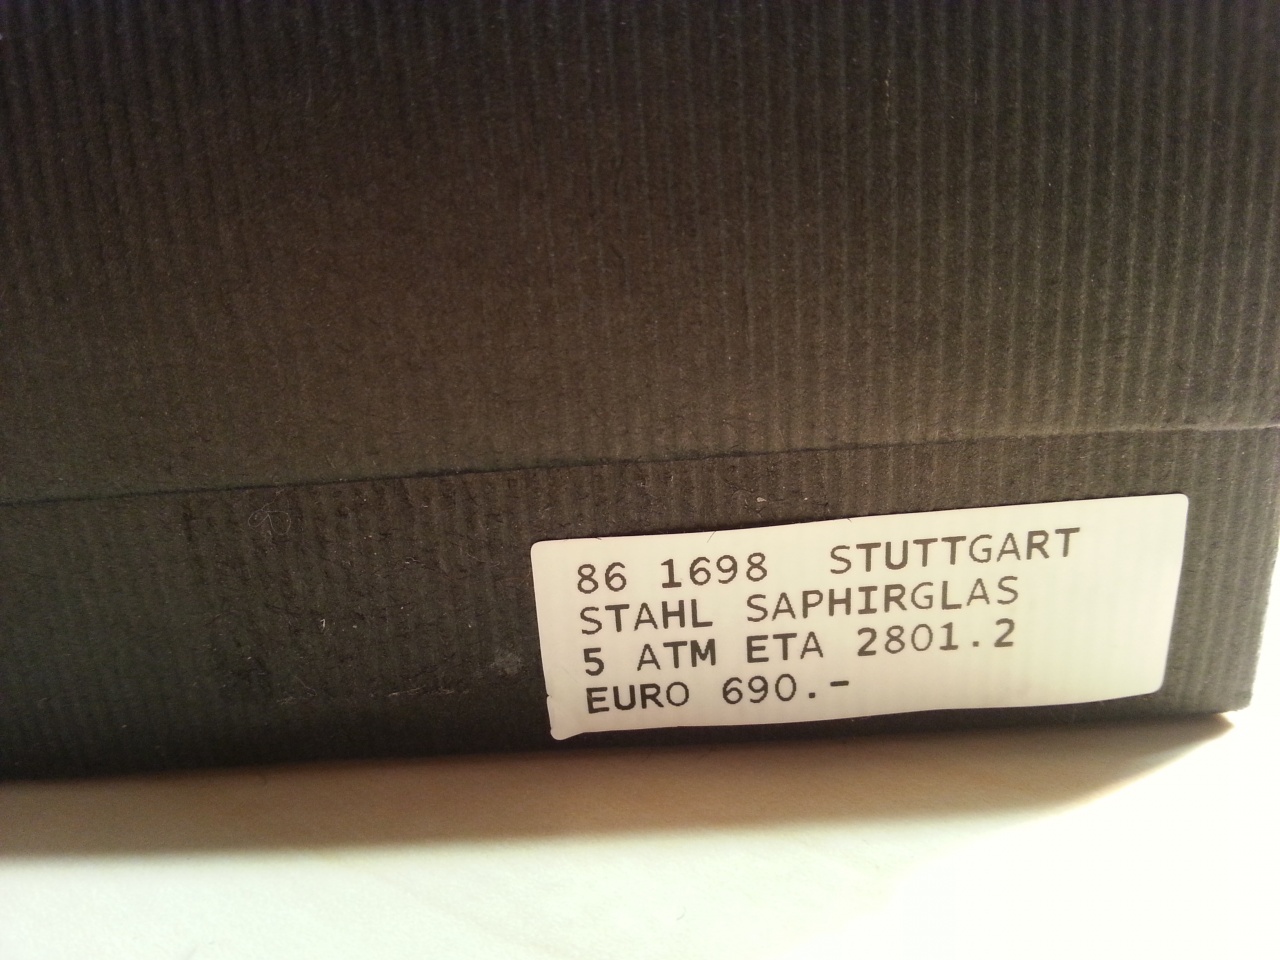 86 1698 STUTTGART
STAHL SAPHIRGLAS
5 ATM ETA 2801.2
EURO 690.-